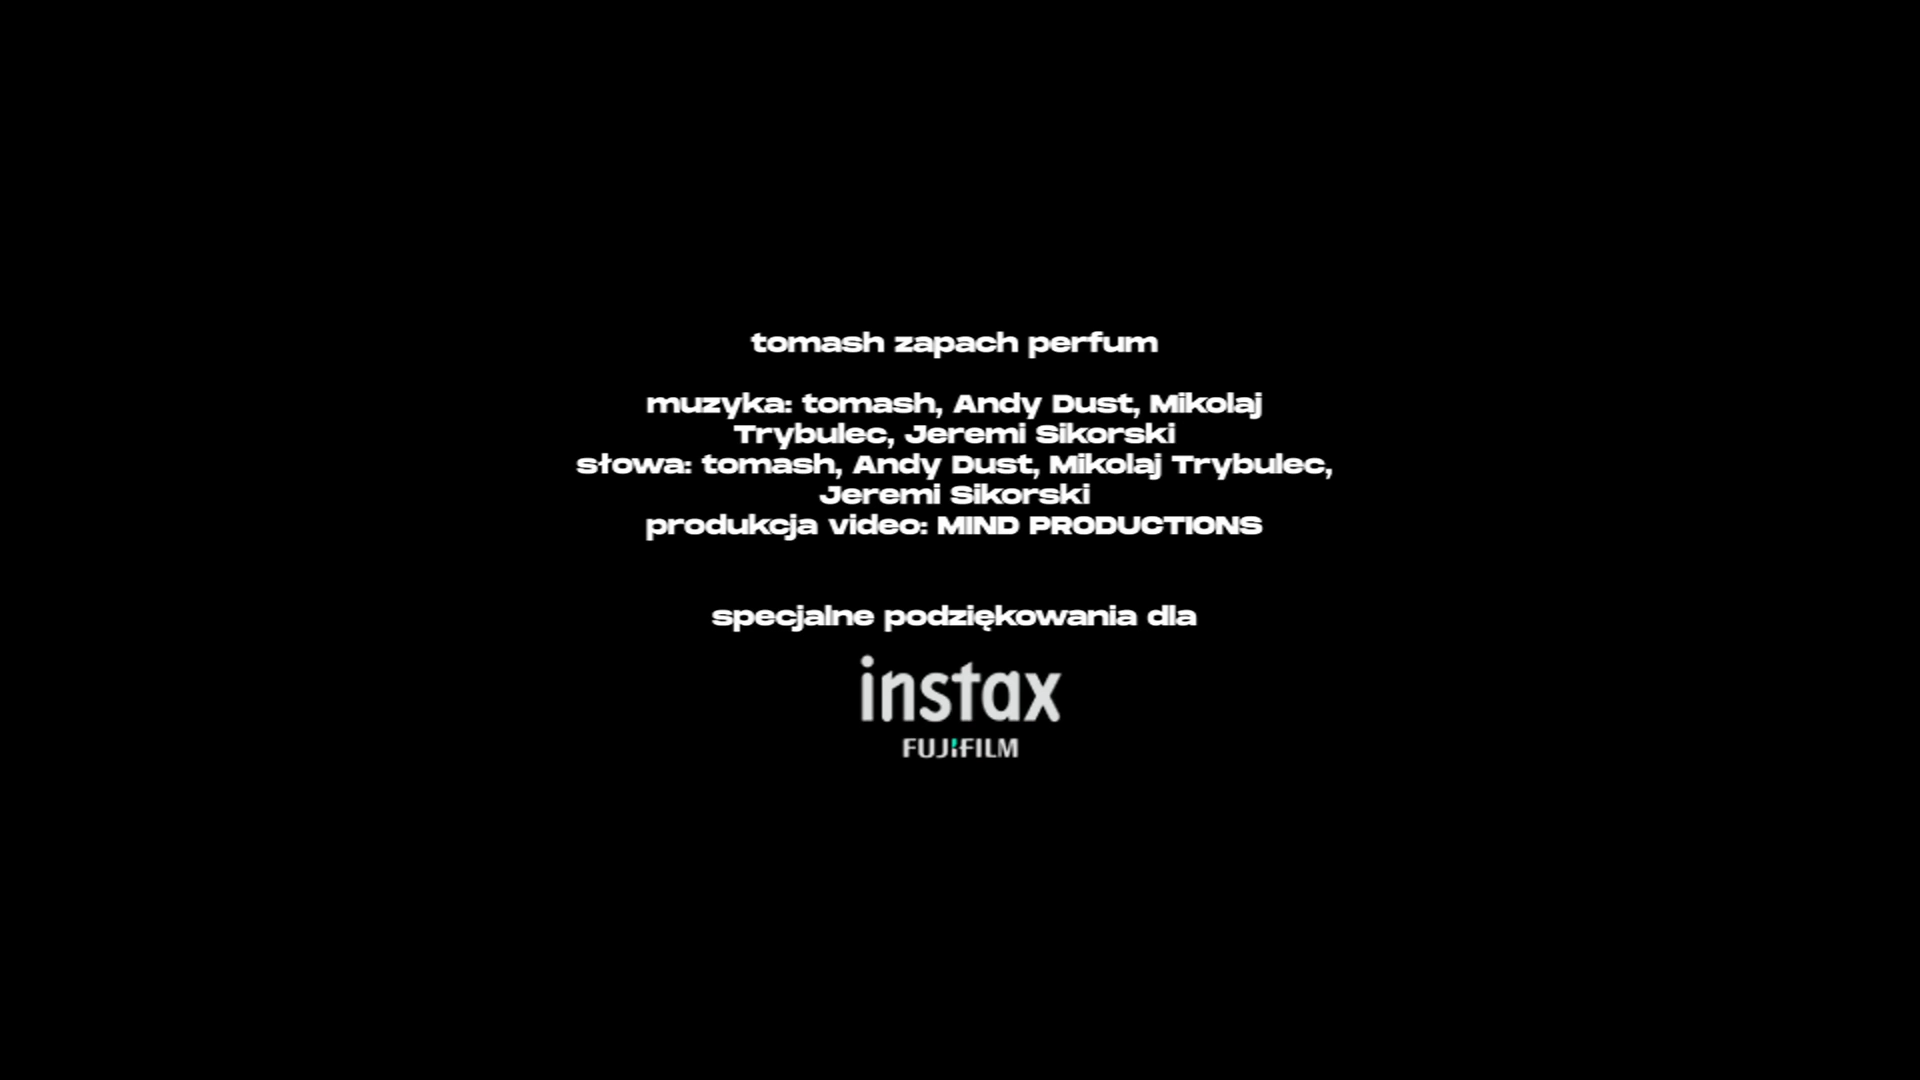 tomash zapach perfum
muzyka: tomash, Andy Dust, Mikolaj
Trybulec, Jeremi Sikorski
słowa: tomash, Andy Dust, Mikolaj Trybulec,
Jeremi Sikorski
produkcja video: MIND PRODUCTIONS
specjalne podziękowania dla
instax
FUJIFILM